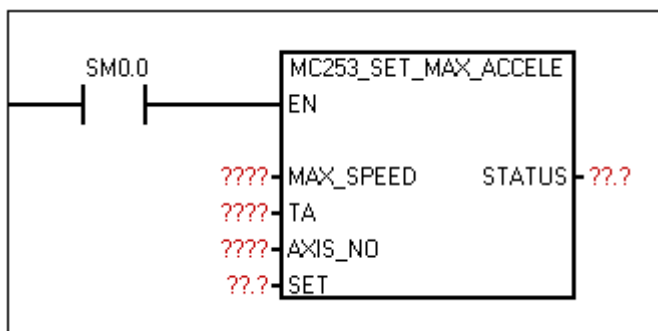 SM0.0
MC253_SET_MAX_ACCELE
EN
???? MAX_SPEED STATUS ??.?
???? TA
???? AXIS_NO
??.? SET